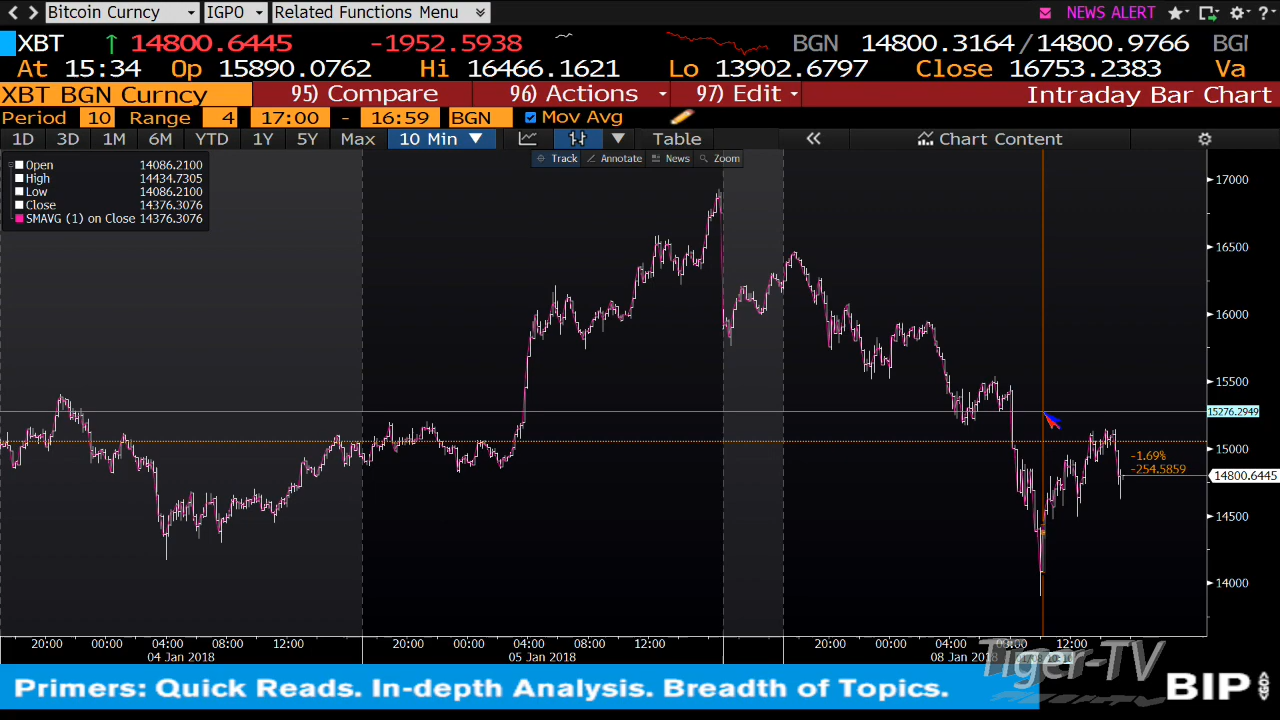 Bitcoin Curncy IGPO Related Functions Menu NEWS ALERT ?
XBT 14800.6445 -1952.5938 BGN 14800.3164/14800.9766 BG
At 15:34 Op 15890.0762 Hi 16466.1621 Lo 13902.6797 Close 16753.2383 Va
XBT BGN Curncy 95) Compare 96) Actions 97) Edit Intraday Bar Chart
Period 10 Range 4 17:00 - 16:59 BGN Mov Avg
1D 3D 1M 6M YTD 1Y 5Y Max 10 Min Table Chart Content
Track Annotate News Zoom
Open 14086.2100
High 14434.7305
Low 14086.2100
Close 14376.3076
SMAVG (1) on Close 14376.3076
17000
16500
16000
15500
15276.2949
15000
-1.69%
-254.5859
14800.6445
14500
14000
20:00 00:00 04:00 08:00 12:00 20:00 00:00 04:00 08:00 12:00 20:00 00:00 04:00 12:00
04 Jan 2018 05 Jan 2018 08 Jan 2018
Tiger-TV
Primers: Quick Reads. In-depth Analysis. Breadth of Topics.
BIP GO